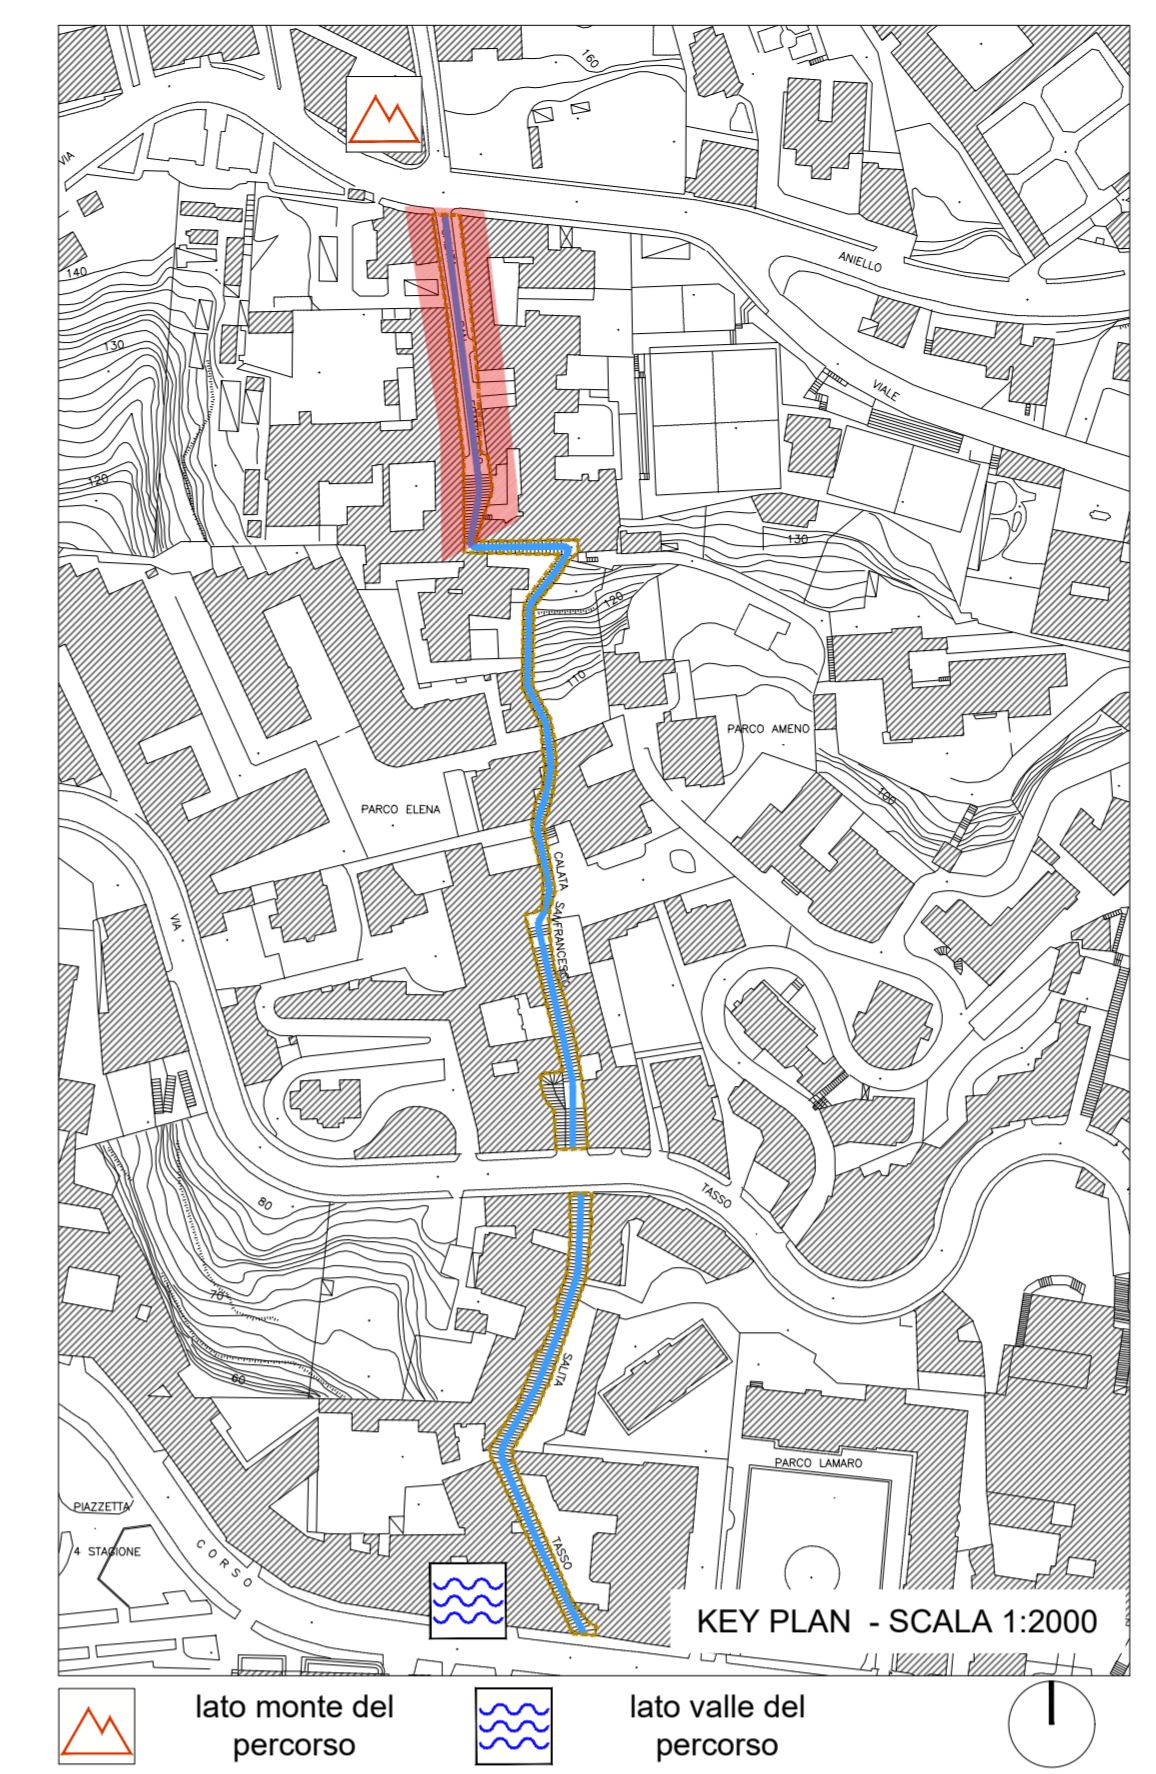 160
VIA
140
ANIELLO
130
VIALE
120
130
120
110
PARCO AMENO
100
PARCO ELENA
CALATA SAN FRANCESCO
VIA
80
TASSO
70
60
SALITA
PARCO LAMARO
PIAZZETTA
4 STAGIONE
CORSO
TASSO
KEY PLAN - SCALA 1:2000
lato monte del
percorso
lato valle del
percorso